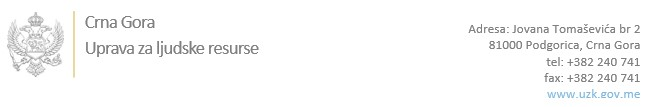 Crna Gora
Uprava za ljudske resurse
Adresa: Jovana Tomaševića br 2
81000 Podgorica, Crna Gora
tel: +382 240 741
fax: +382 240 741
www.uzk.gov.me